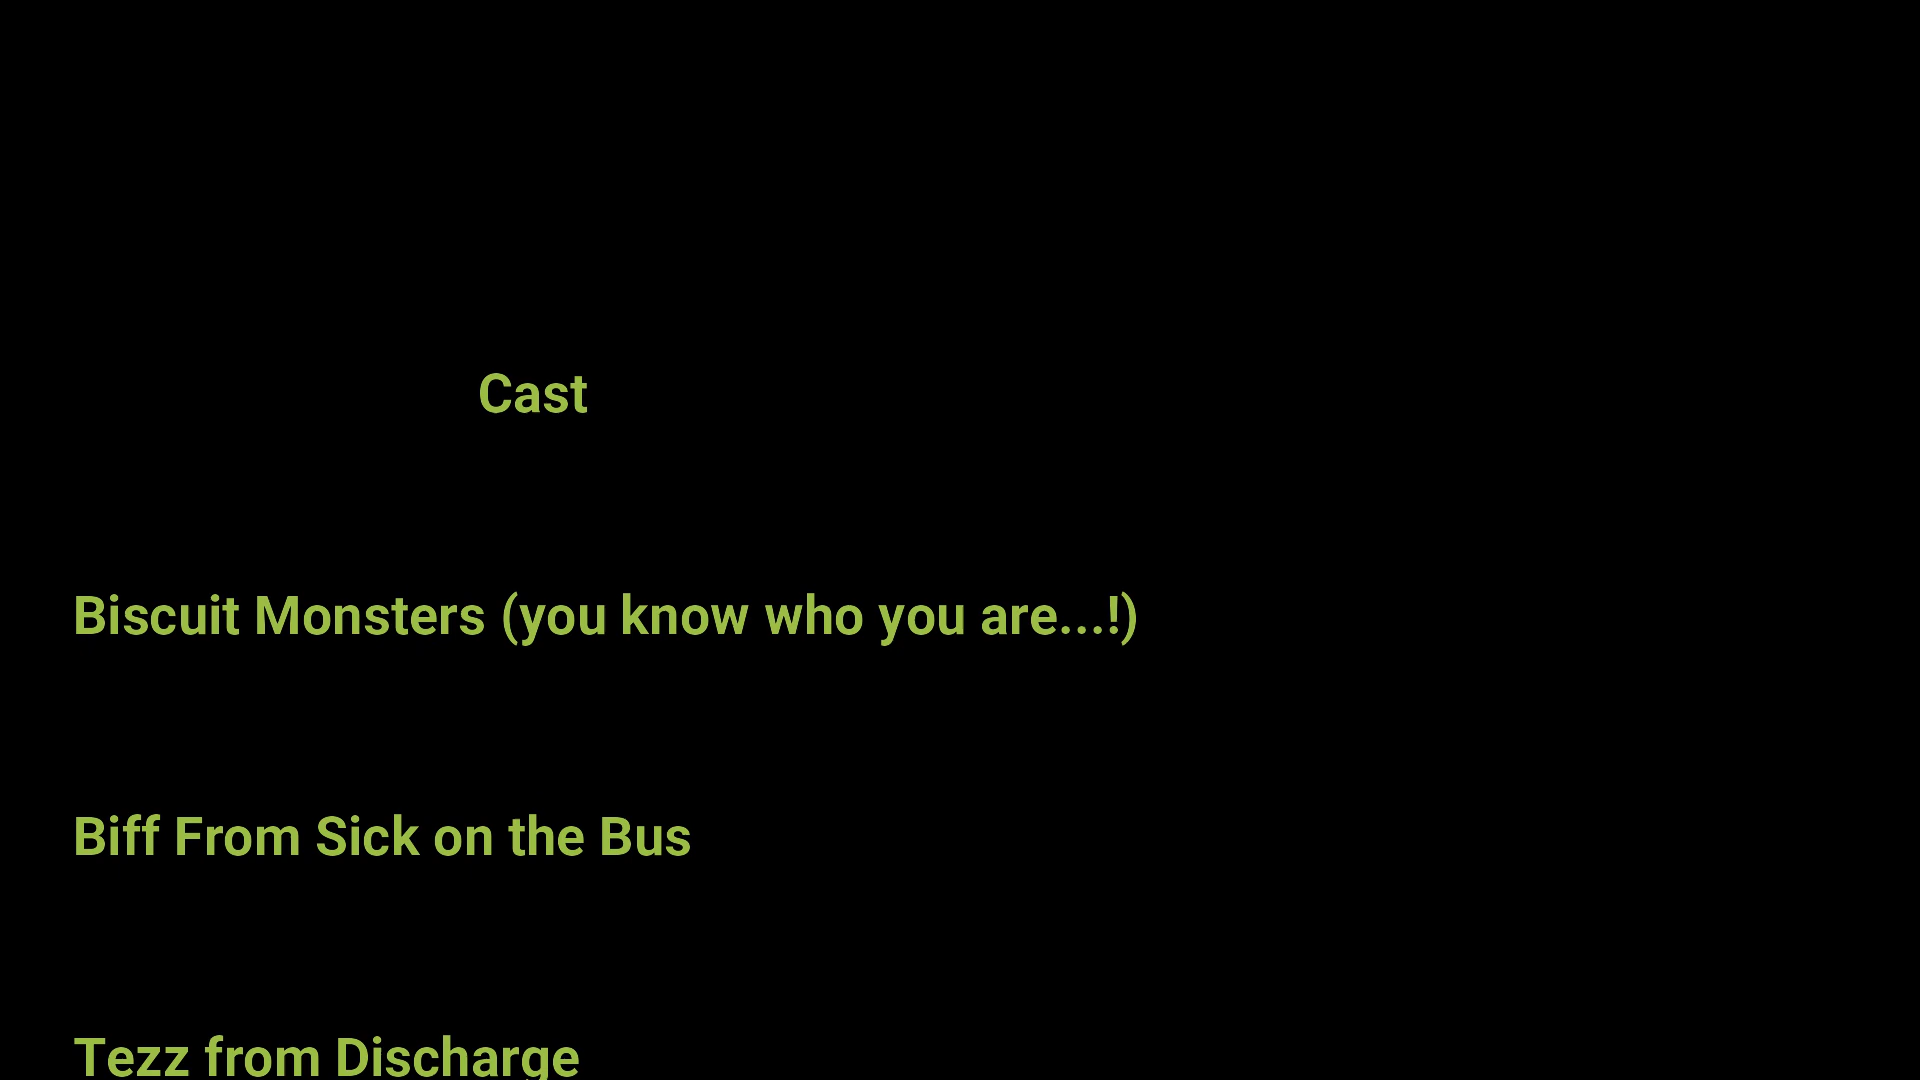 Cast
Biscuit Monsters (you know who you are...!)
Biff From Sick on the Bus
Tezz from Discharge